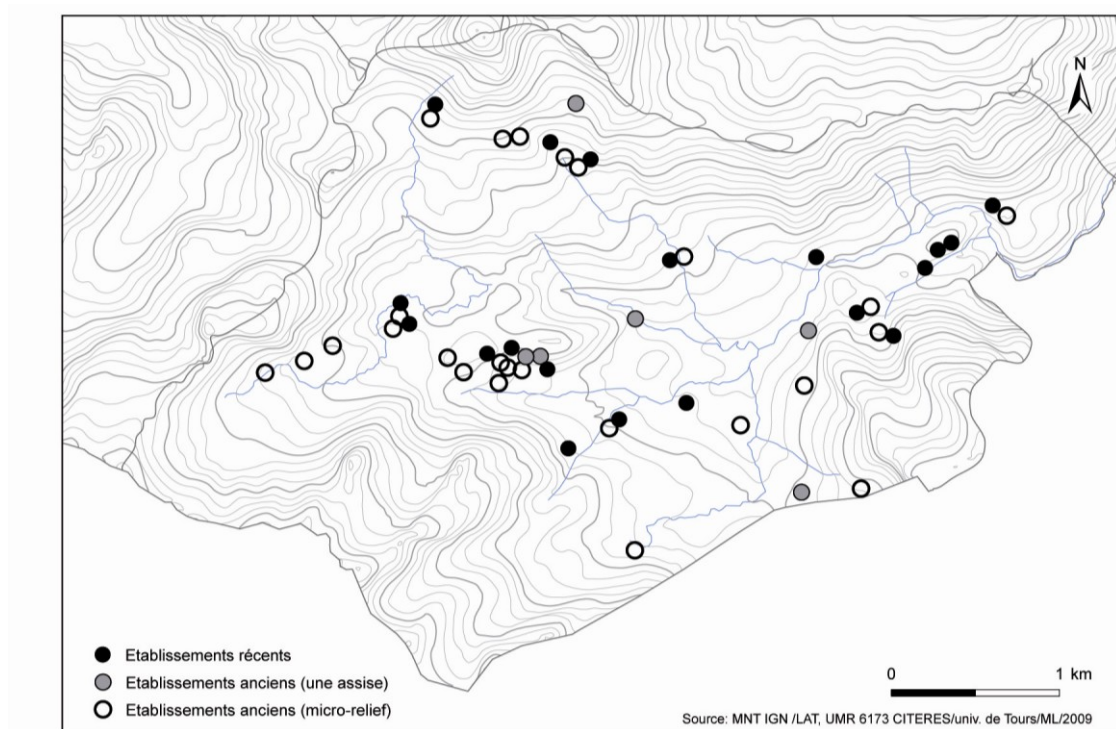 N
Etablissements récents
Etablissements anciens (une assise)
Etablissements anciens (micro-relief)
0 1 km
Source: MNT IGN /LAT, UMR 6173 CITERES/univ. de Tours/ML/2009